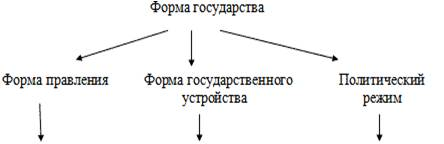 Форма государства
Форма правления
Форма государственного
устройства
Политический
режим